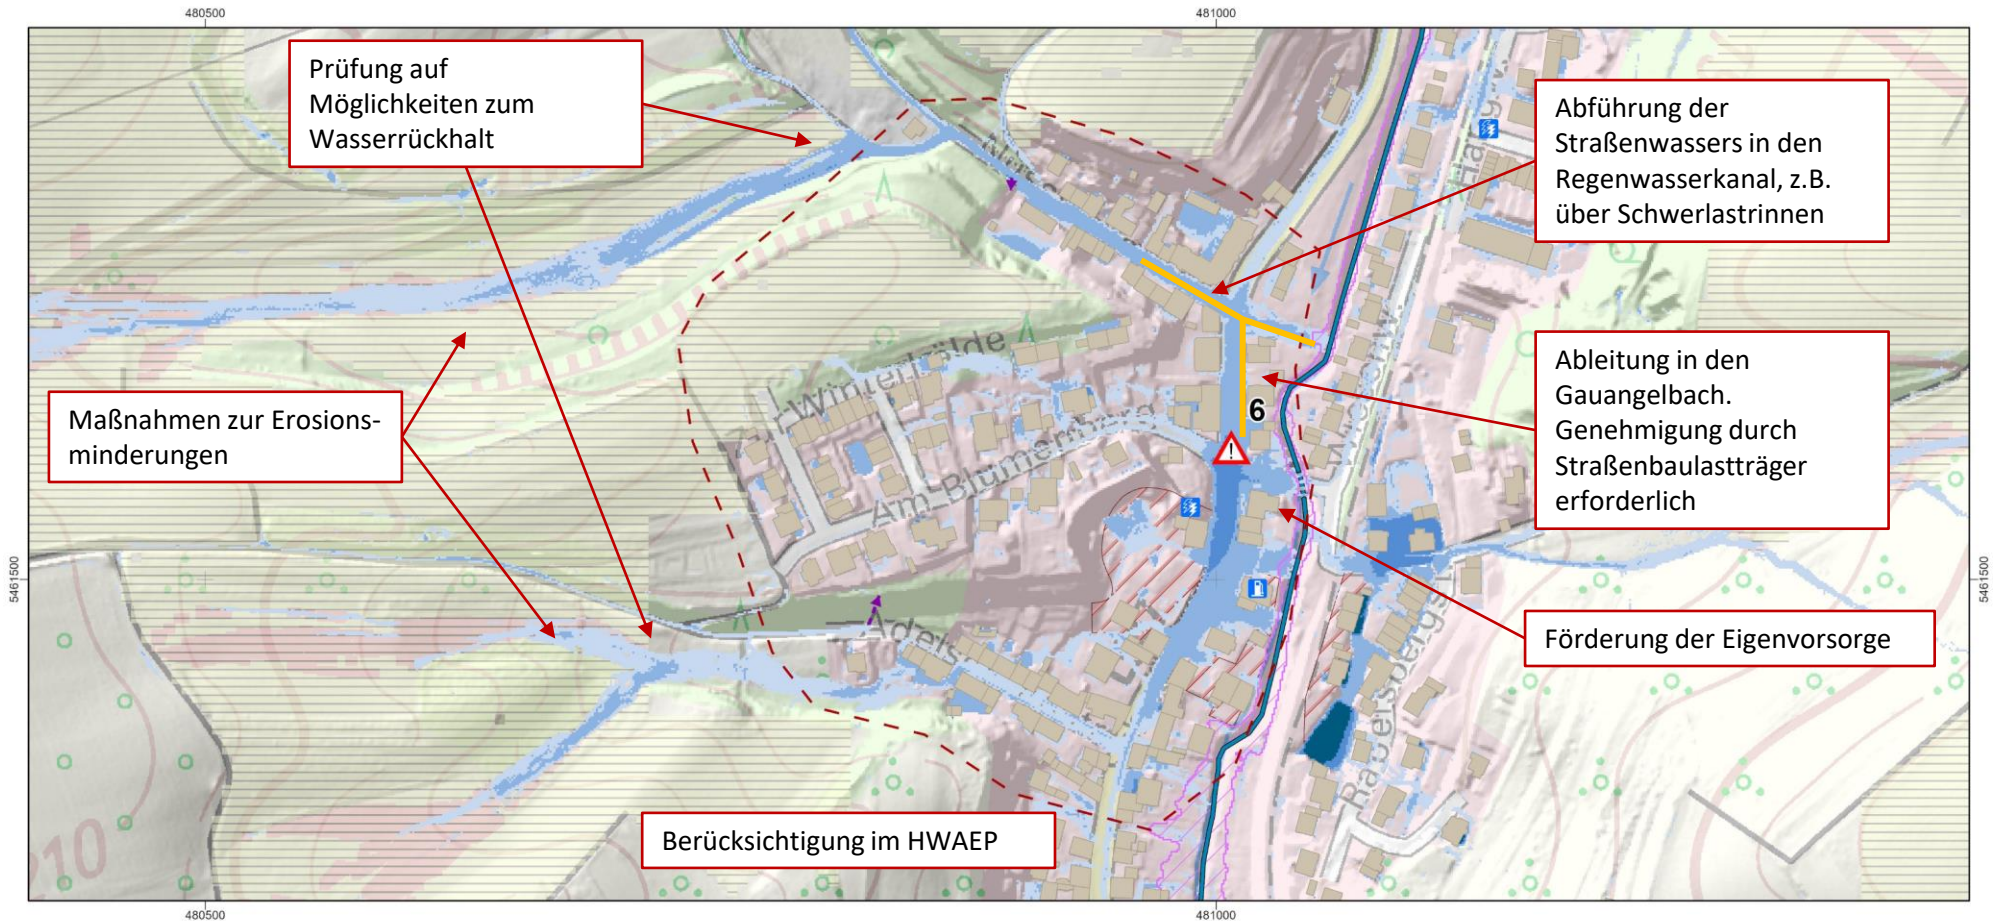 480500
481000
Prüfung auf
Möglichkeiten zum
Wasserrückhalt
Abführung der
Straßenwassers in den
Regenwasserkanal, z.B.
über Schwerlastrinnen
Maßnahmen zur Erosions-
minderungen
Ableitung in den
Gauangelbach.
Genehmigung durch
Straßenbaulastträger
erforderlich
6
Am-Blumenberg
5461500
5461500
Förderung der Eigenvorsorge
Berücksichtigung im HWAEP
210
480500
481000